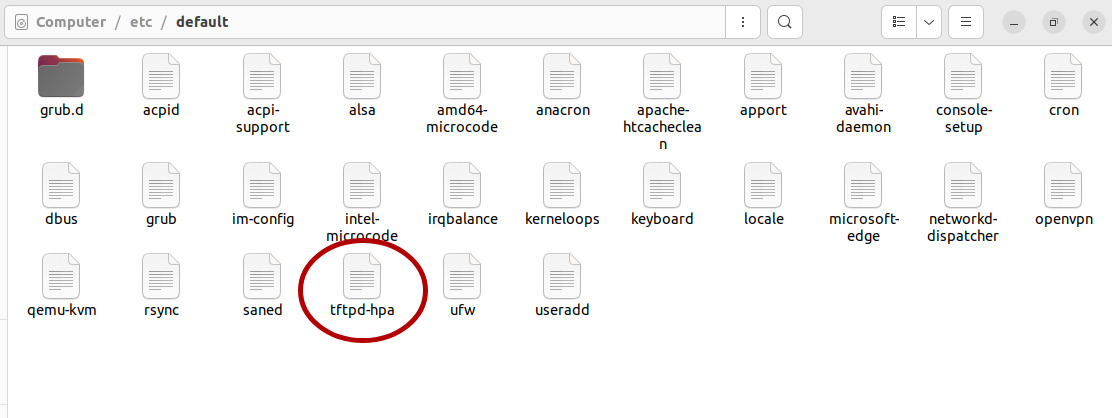 Computer / etc / default
grub.d
acpid
acpi-
support
alsa
amd64-
microcode
anacron
apache-
htcacheclea
n
apport
avahi-
daemon
console-
setup
cron
dbus
grub
im-config
intel-
microcode
irqbalance
kerneloops
keyboard
locale
microsoft-
edge
networkd-
dispatcher
openvpn
qemu-kvm
rsync
saned
tftpd-hpa
ufw
useradd